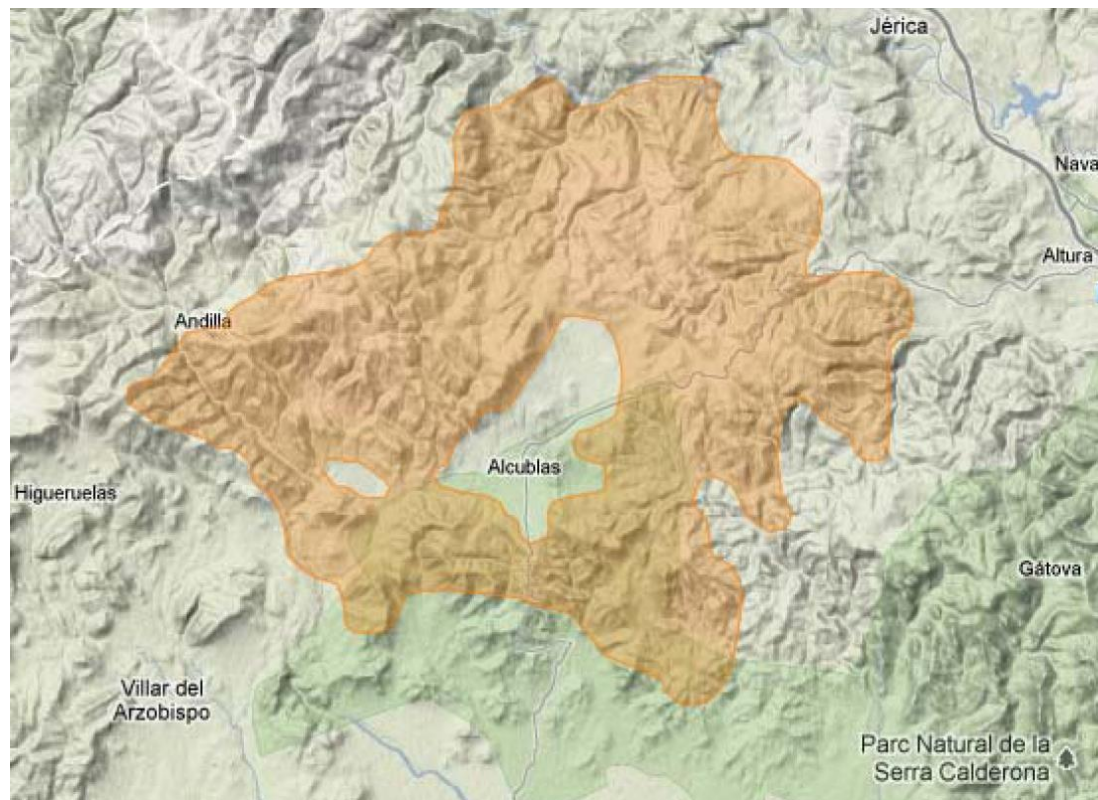 Jérica
Nava
Altura
Andilla
Alcublas
Higueruelas
Gátova
Villar del
Arzobispo
Parc Natural de la
Serra Calderona